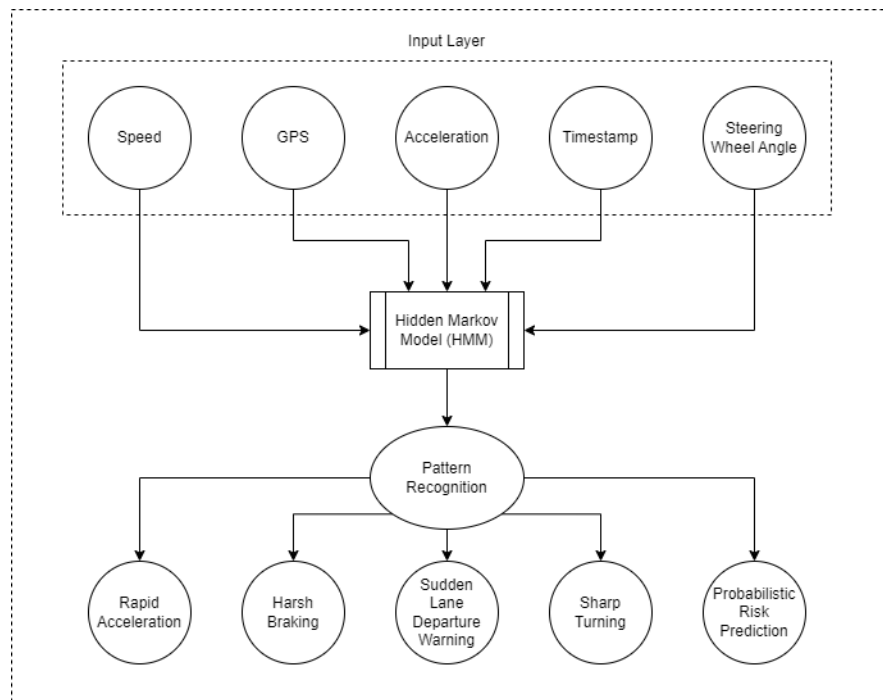 Input Layer
Speed
GPS
Acceleration
Timestamp
Steering
Wheel Angle
Hidden Markov
Model (HMM)
Pattern
Recognition
Rapid
Acceleration
Harsh
Braking
Sudden
Lane
Departure
Warning
Sharp
Turning
Probabilistic
Risk
Prediction